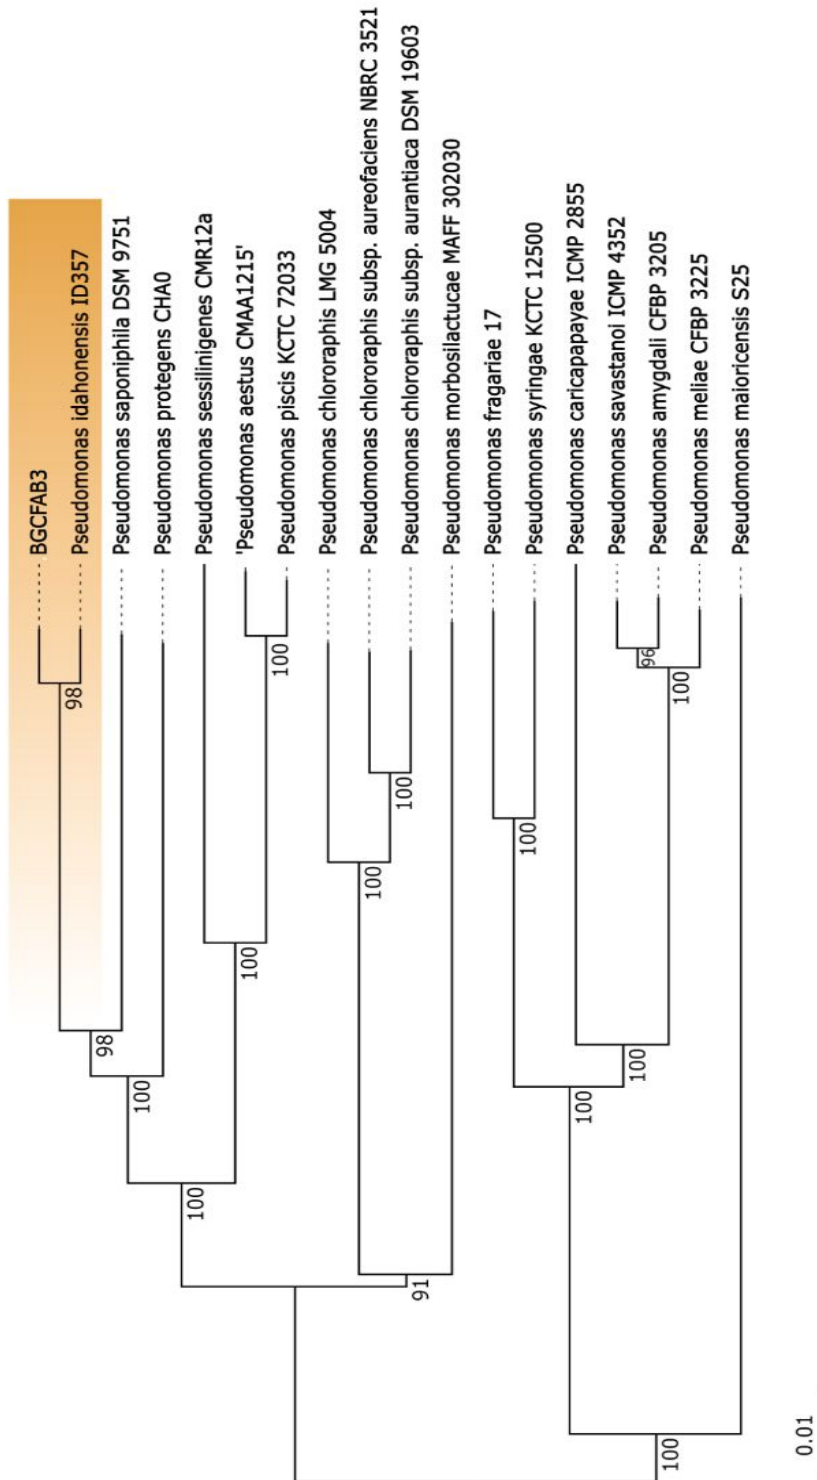 BGCFAB3
Pseudomonas idahonensis ID357
Pseudomonas saponiphila DSM 9751
Pseudomonas protegens CHA0
Pseudomonas sessilinigenes CMR12a
'Pseudomonas aestus CMAA1215'
Pseudomonas piscis KCTC 72033
Pseudomonas chlororaphis LMG 5004
Pseudomonas chlororaphis subsp. aureofaciens NBRC 3521
Pseudomonas chlororaphis subsp. aurantiaca DSM 19603
Pseudomonas morbosilactucae MAFF 302030
Pseudomonas fragariae 17
Pseudomonas syringae KCTC 12500
Pseudomonas caricapapayae ICMP 2855
Pseudomonas savastanoi ICMP 4352
Pseudomonas amygdali CFBP 3205
Pseudomonas meliae CFBP 3225
Pseudomonas maioricensis S25
98
98
100
100
100
100
100
100
91
100
100
100
96
100
100
0.01